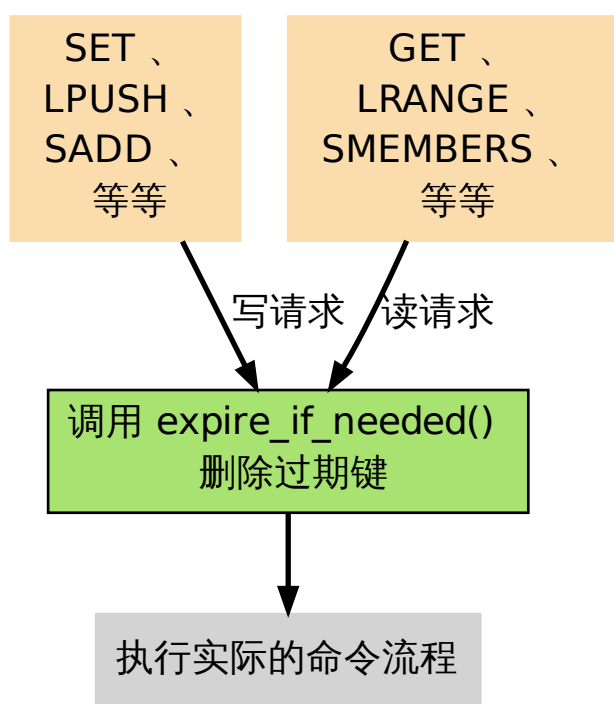 SET 、
LPUSH 、
SADD 、
等等
GET 、
LRANGE 、
SMEMBERS 、
等等
写请求
读请求
调用 expire_if_needed()
删除过期键
执行实际的命令流程